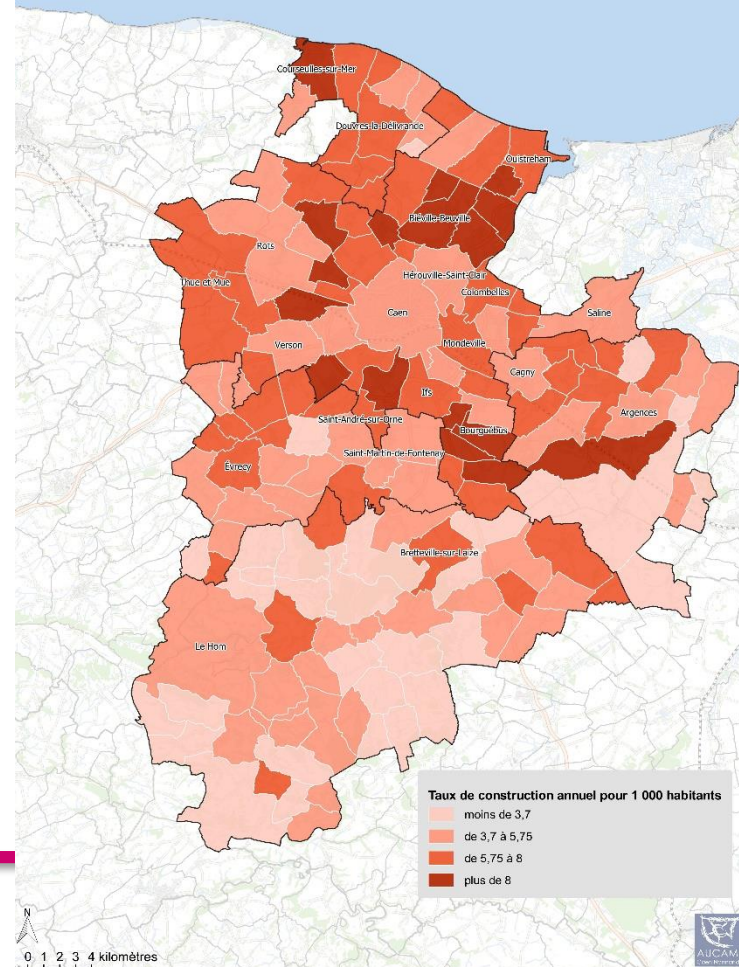 Courseulles-sur-Mer
Douvres-la-Délivrande
Ouistreham
Biéville-Beuville
Rots
Thue et Mue
Hérouville-Saint-Clair
Colombelles
Caen
Saline
Mondeville
Verson
Cagny
Ifs
Argences
Saint-André-sur-Orne
Bourguébus
Saint-Martin-de-Fontenay
Évrecy
Bretteville-sur-Laize
Le Hom
Taux de construction annuel pour 1 000 habitants
moins de 3,7
de 3,7 à 5,75
de 5,75 à 8
plus de 8
N
0 1 2 3 4 kilomètres
AUCAME